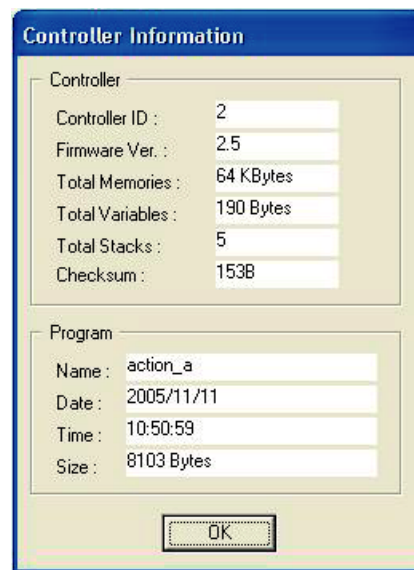 Controller Information
Controller
Controller ID : 2
Firmware Ver. : 2.5
Total Memories : 64 KBytes
Total Variables : 190 Bytes
Total Stacks : 5
Checksum : 153B
Program
Name : action_a
Date : 2005/11/11
Time : 10:50:59
Size : 8103 Bytes
OK